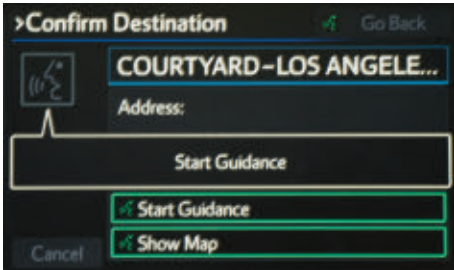 >Confirm Destination
Go Back
COURTYARD-LOS ANGELE...
Address:
Start Guidance
Start Guidance
Show Map
Cancel